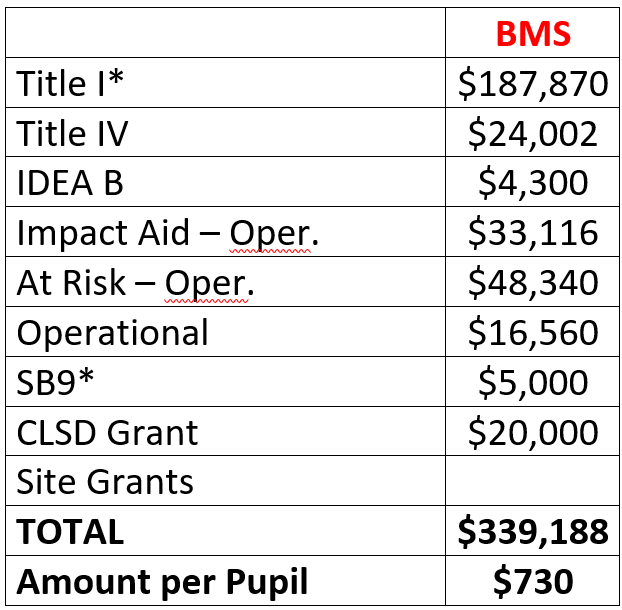 BMS
Title I* $187,870
Title IV $24,002
IDEA B $4,300
Impact Aid – Oper. $33,116
At Risk – Oper. $48,340
Operational $16,560
SB9* $5,000
CLSD Grant $20,000
Site Grants
TOTAL $339,188
Amount per Pupil $730